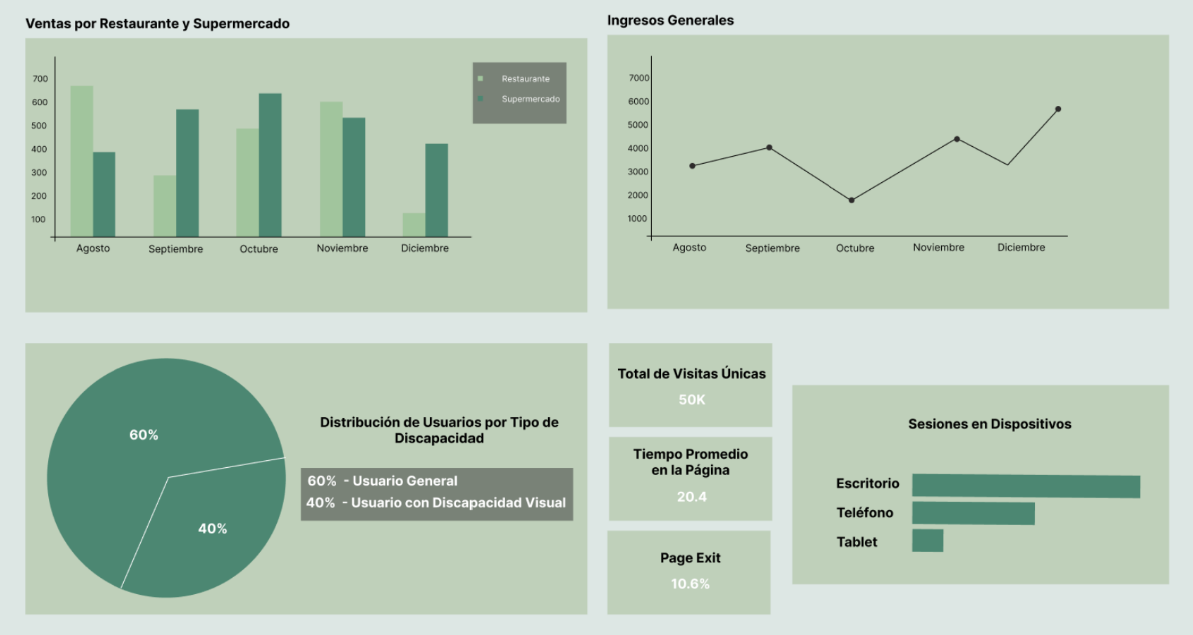 Ventas por Restaurante y Supermercado
700
600
500
400
300
200
100
Agosto
Septiembre
Octubre
Noviembre
Diciembre
Restaurante
Supermercado
Ingresos Generales
7000
6000
5000
4000
3000
2000
1000
Agosto
Septiembre
Octubre
Noviembre
Diciembre
60%
40%
Distribución de Usuarios por Tipo de
Discapacidad
60% - Usuario General
40% - Usuario con Discapacidad Visual
Total de Visitas Únicas
50K
Tiempo Promedio
en la Página
20.4
Page Exit
10.6%
Sesiones en Dispositivos
Escritorio
Teléfono
Tablet